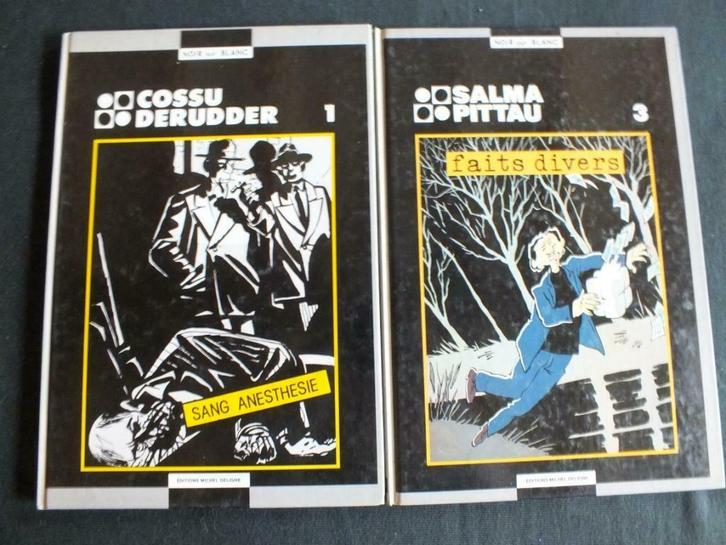 NOIR sur BLANC
COSSU
DERUDDER
1
SANG ANESTHESIE
ÉDITIONS MICHEL DELIGNE
NOIR sur BLANC
SALMA
PITTAU
3
faits divers
ÉDITIONS MICHEL DELIGNE